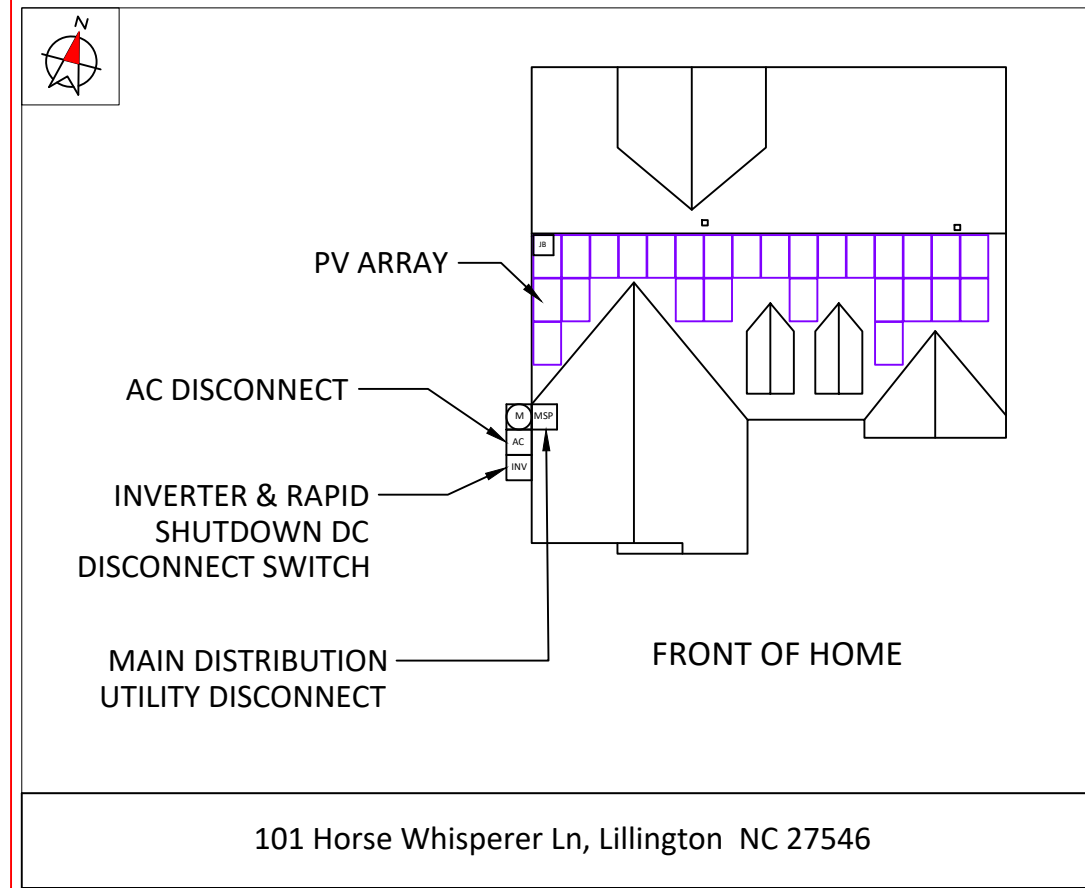 N
JB
PV ARRAY
AC DISCONNECT
M
MSP
AC
INV
INVERTER & RAPID
SHUTDOWN DC
DISCONNECT SWITCH
MAIN DISTRIBUTION
UTILITY DISCONNECT
FRONT OF HOME
101 Horse Whisperer Ln, Lillington  NC 27546